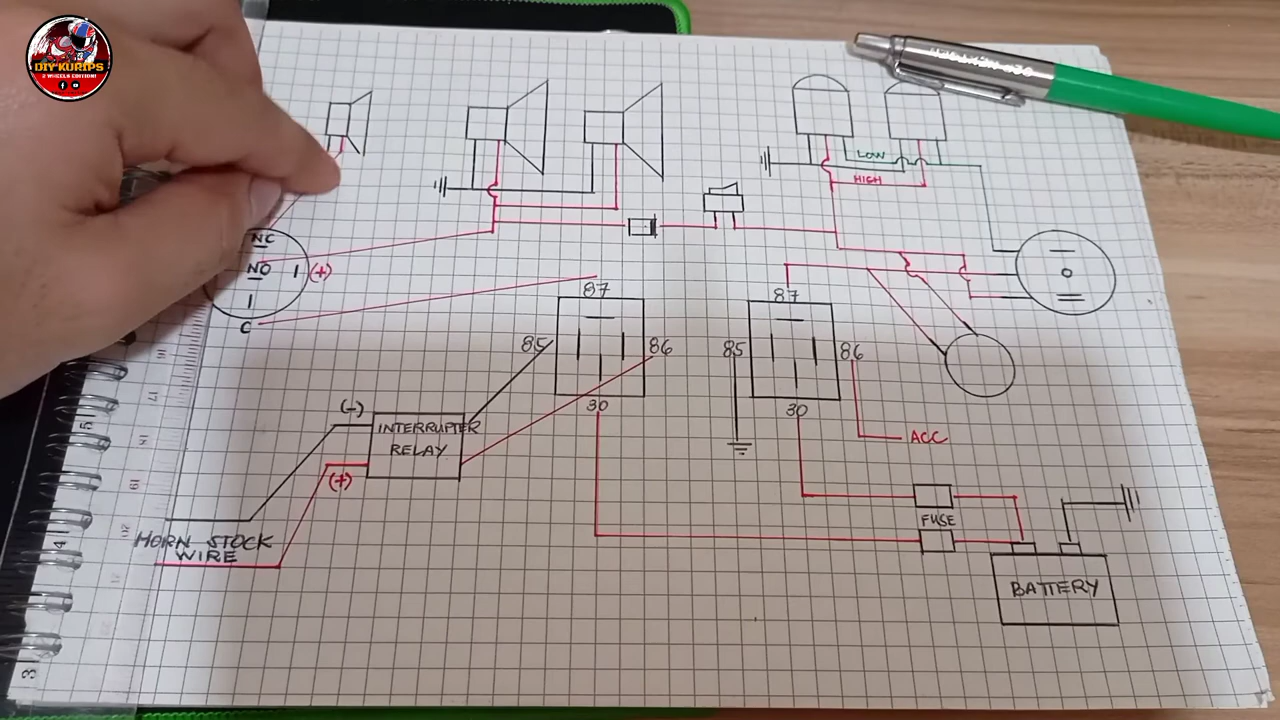 DIY KURIPS
2 WHEELS EDITION!
LOW
HIGH
NC
NO
(+)
C
87
85
86
30
87
85
86
30
ACC
(-)
INTERRUPTER
RELAY
(+)
HORN STOCK
WIRE
FUSE
BATTERY